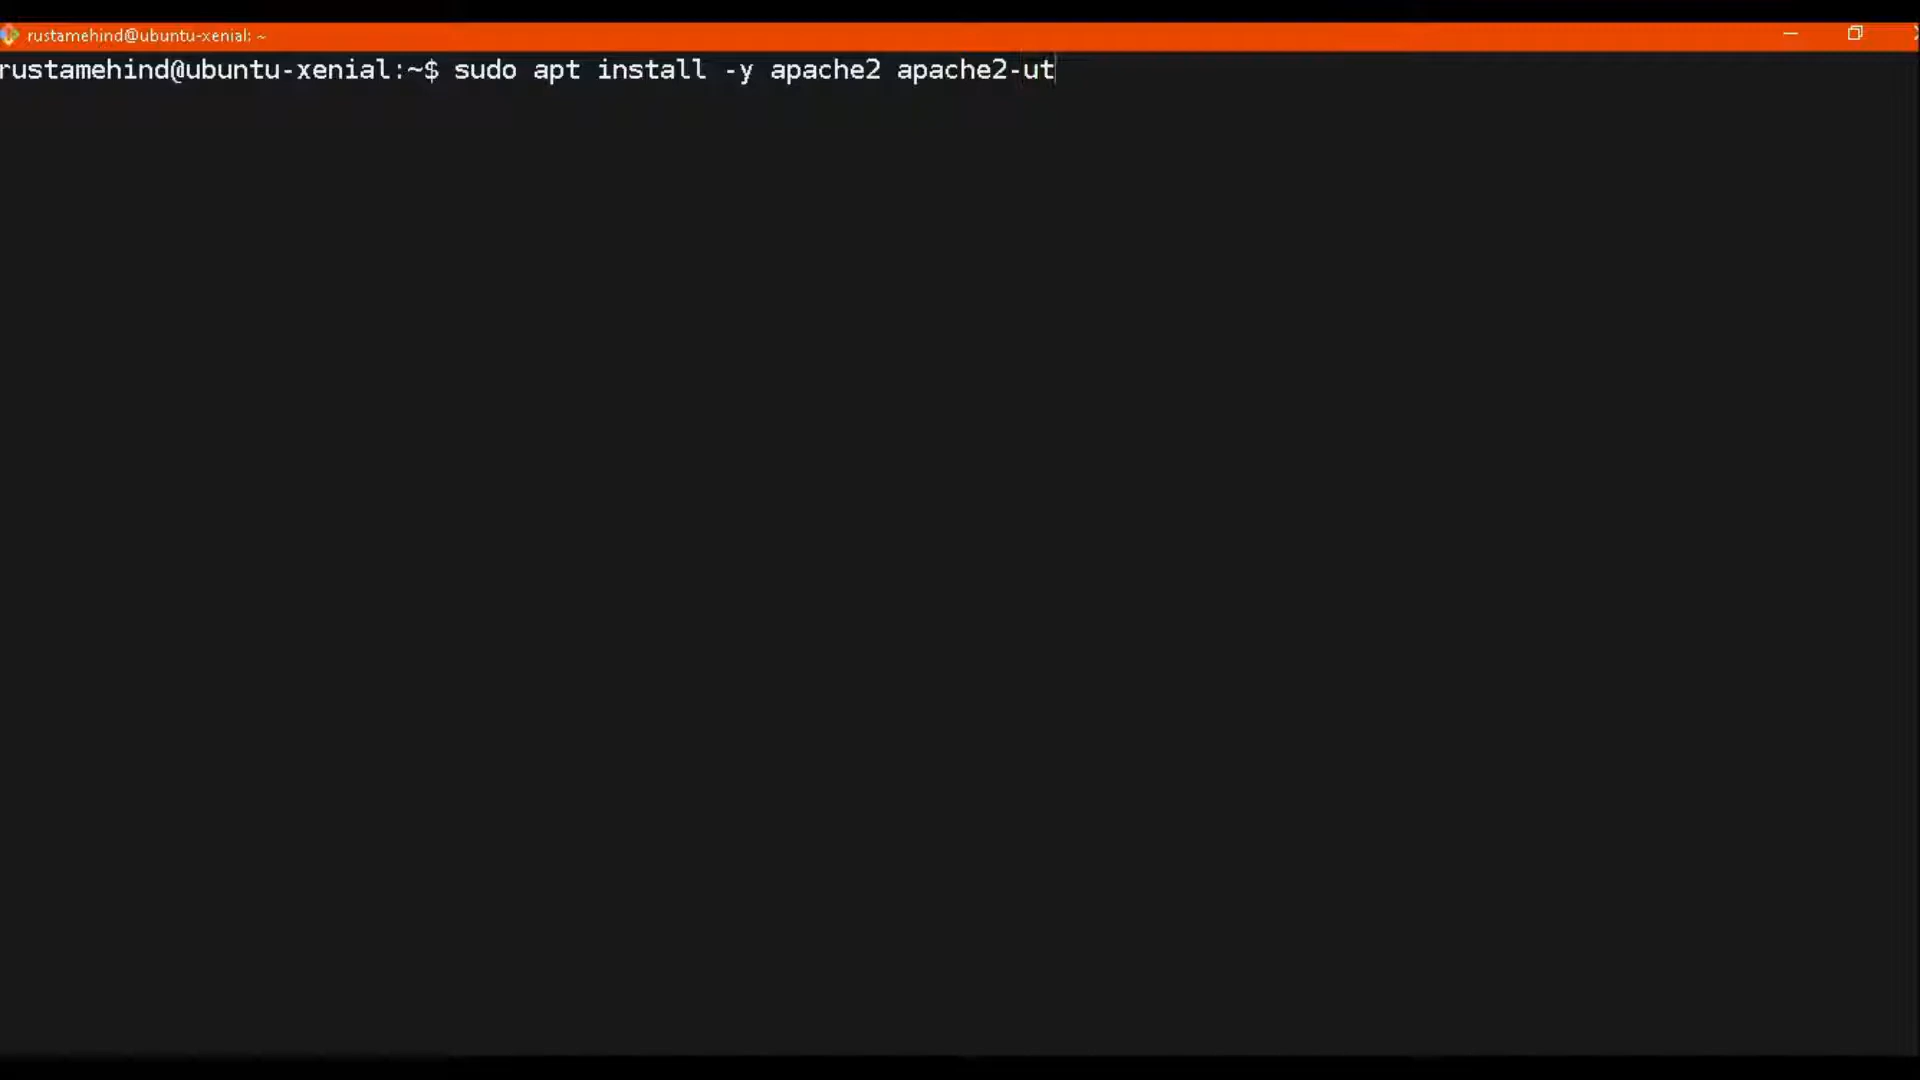 rustamehind@ubuntu-xenial: ~
rustamehind@ubuntu-xenial:~$ sudo apt install -y apache2 apache2-ut